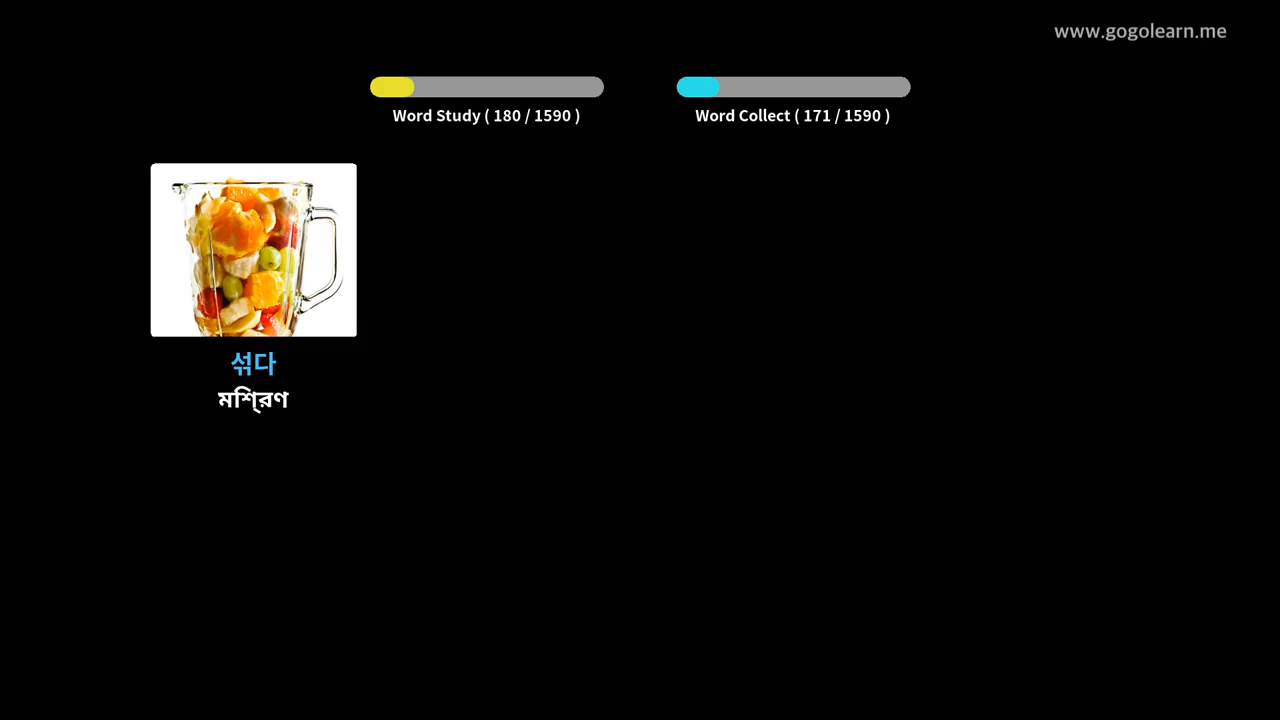 www.gogolearn.me
Word Study ( 180 / 1590 )
Word Collect ( 171 / 1590 )
섞다
মিশ্রণ